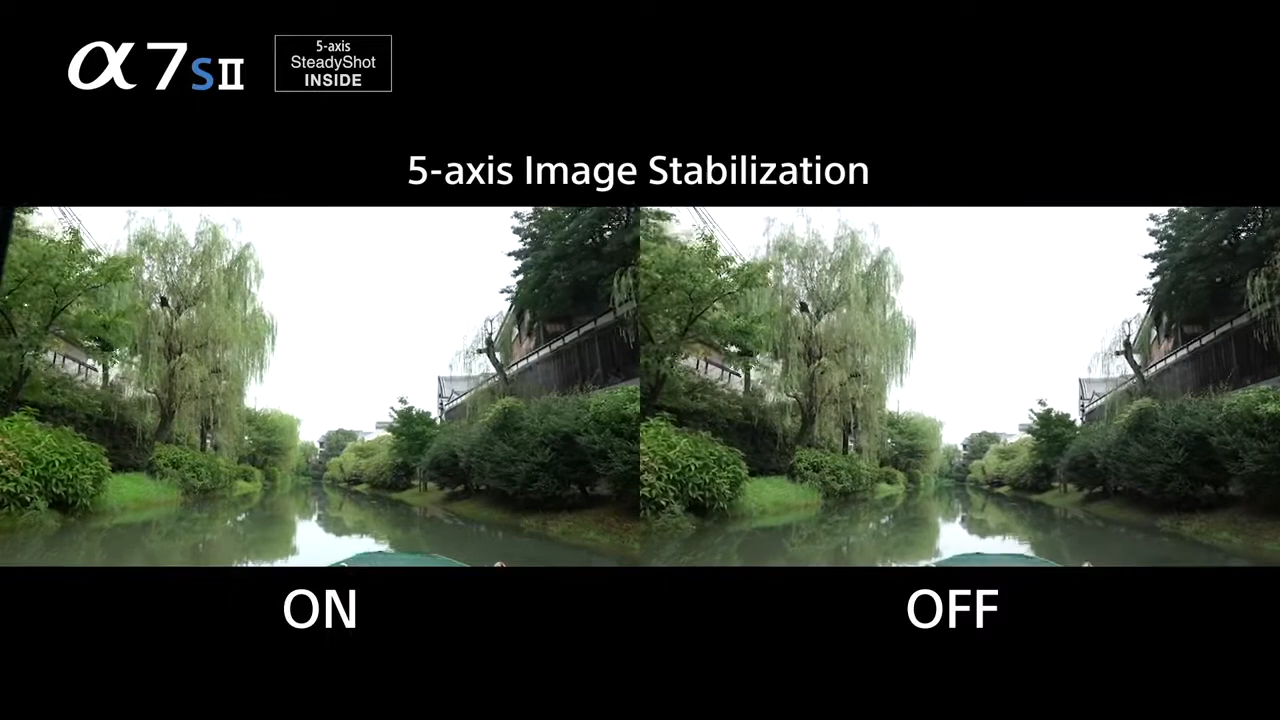 α7SII
5-axis
SteadyShot
INSIDE
5-axis Image Stabilization
ON
OFF